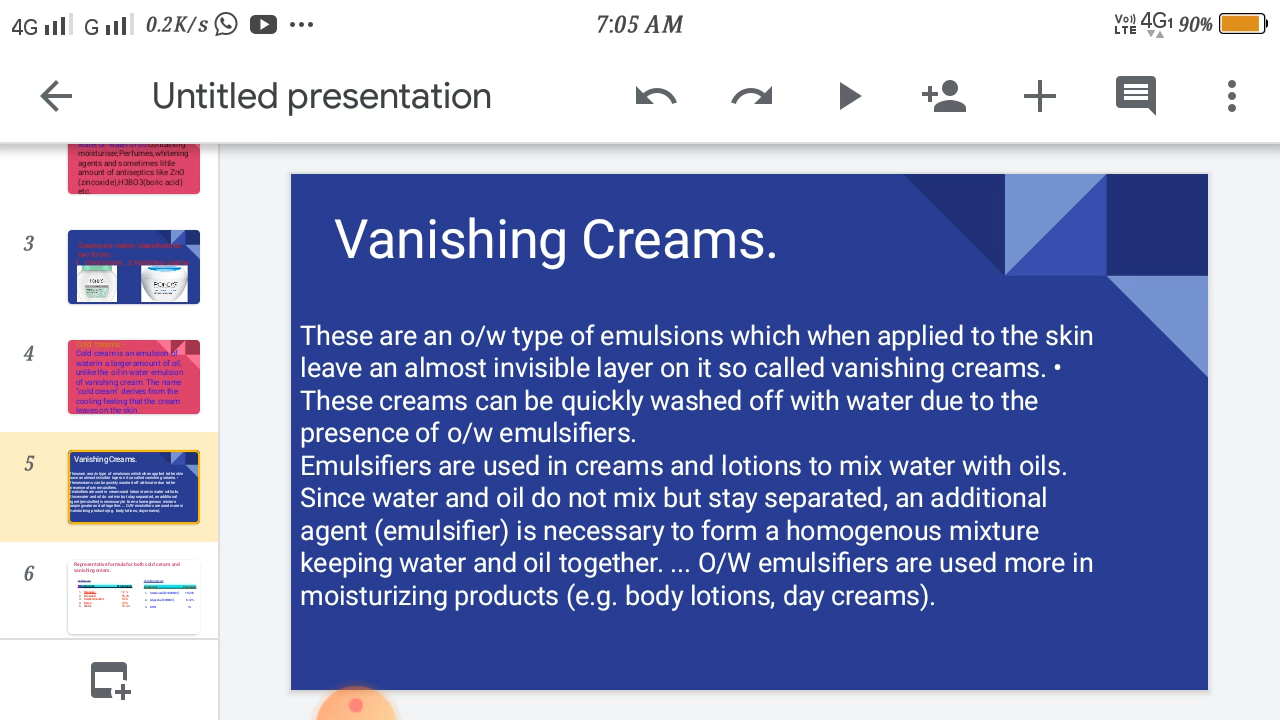 4G G 0.2K/s 7:05 AM Vo)) LTE 4G1 90%
Untitled presentation
moisturiser,Perfumes,whitening
agents and sometimes little
amount of antiseptics like ZnO
(zincoxide),H3BO3(boric acid)
etc.
3
4
Cold creams:-
Cold cream is an emulsion of
water in a larger amount of oil,
unlike the oil in water emulsion
of vanishing cream. The name
"cold cream" derives from the
cooling feeling that the cream
leaves on the skin
5
Vanishing Creams.
6
Representative formula for both cold cream and
vanishing cream.
Vanishing Creams.
These are an o/w type of emulsions which when applied to the skin
leave an almost invisible layer on it so called vanishing creams. •
These creams can be quickly washed off with water due to the
presence of o/w emulsifiers.
Emulsifiers are used in creams and lotions to mix water with oils.
Since water and oil do not mix but stay separated, an additional
agent (emulsifier) is necessary to form a homogenous mixture
keeping water and oil together. ... O/W emulsifiers are used more in
moisturizing products (e.g. body lotions, day creams).